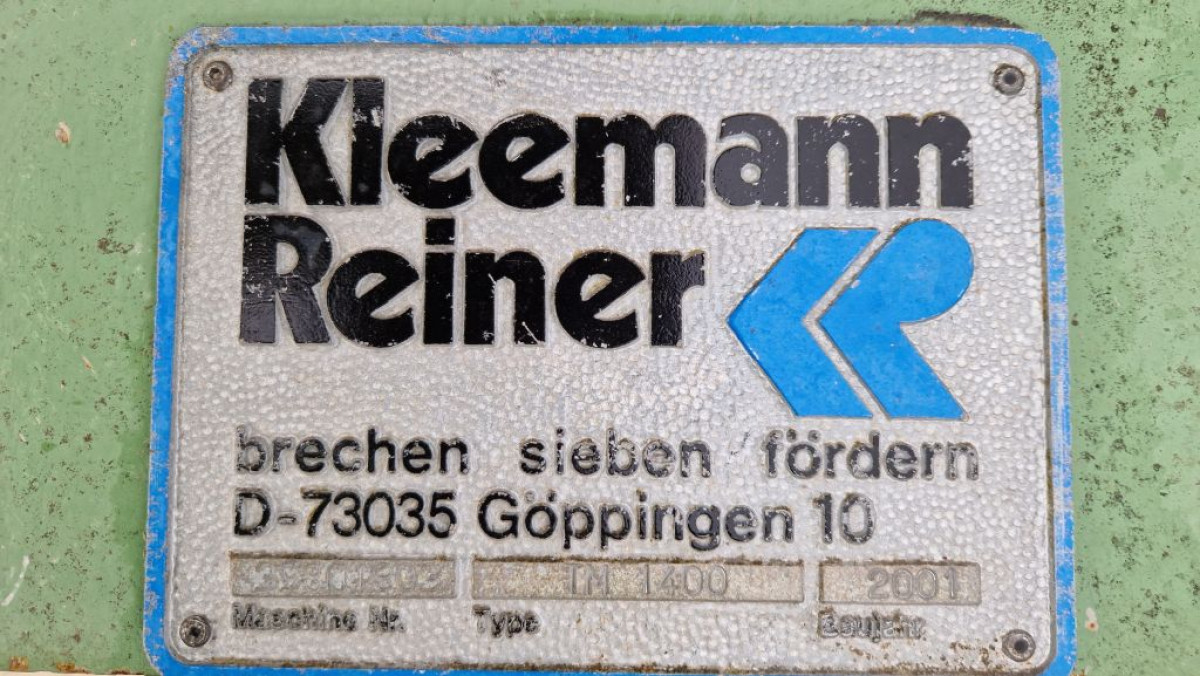 Kleemann
Reiner
brechen sieben fördern
D-73035 Göppingen 10
TM 1400 2001
Maschine Nr. Type Baujahr